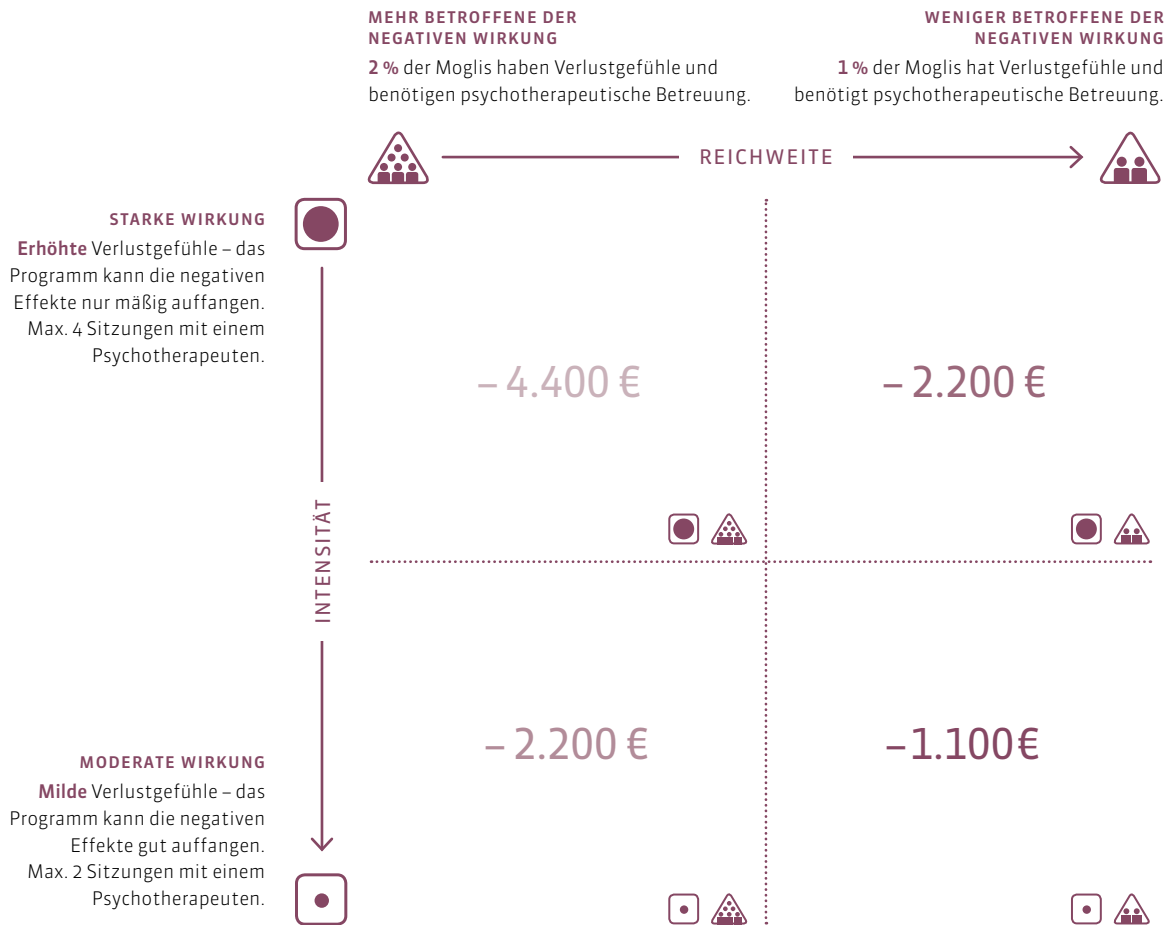 MEHR BETROFFENE DER
NEGATIVEN WIRKUNG
2 % der Moglis haben Verlustgefühle und
benötigen psychotherapeutische Betreuung.
WENIGER BETROFFENE DER
NEGATIVEN WIRKUNG
1 % der Moglis hat Verlustgefühle und
benötigt psychotherapeutische Betreuung.
REICHWEITE
STARKE WIRKUNG
Erhöhte Verlustgefühle – das
Programm kann die negativen
Effekte nur mäßig auffangen.
Max. 4 Sitzungen mit einem
Psychotherapeuten.
– 4.400 €
– 2.200 €
INTENSITÄT
MODERATE WIRKUNG
Milde Verlustgefühle – das
Programm kann die negativen
Effekte gut auffangen.
Max. 2 Sitzungen mit einem
Psychotherapeuten.
– 2.200 €
–1.100€